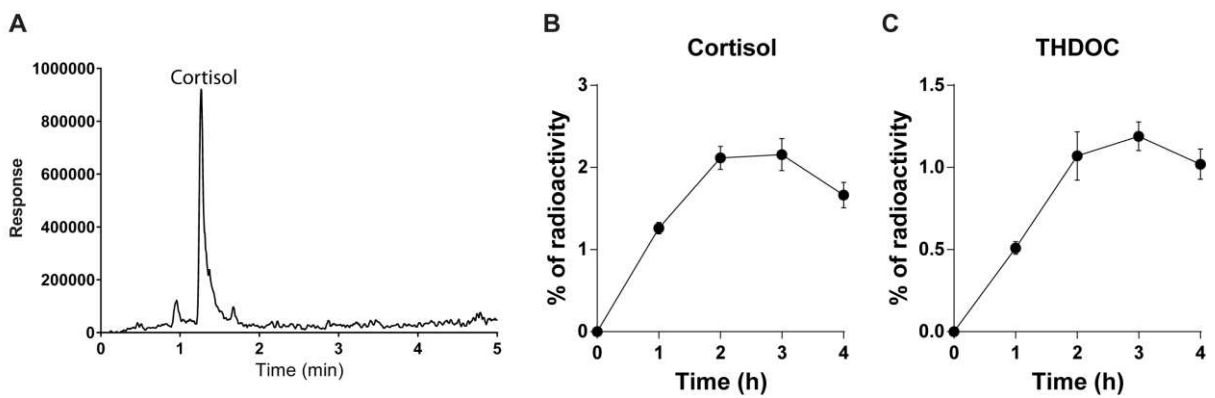 A
1000000
800000
600000
400000
200000
0
Response
Cortisol
0 1 2 3 4 5
Time (min)
B
Cortisol
3
2
1
0
% of radioactivity
0 1 2 3 4
Time (h)
C
THDOC
1.5
1.0
0.5
0.0
% of radioactivity
0 1 2 3 4
Time (h)